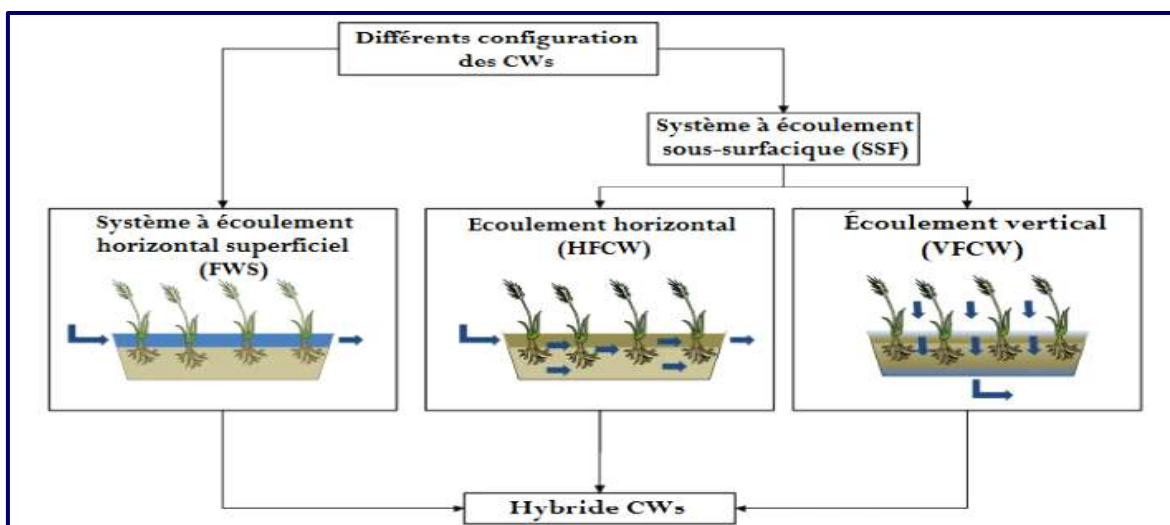 Différents configuration
des CWs
Système à écoulement
sous-surfacique (SSF)
Système à écoulement
horizontal superficiel
(FWS)
Ecoulement horizontal
(HFCW)
Écoulement vertical
(VFCW)
Hybride CWs